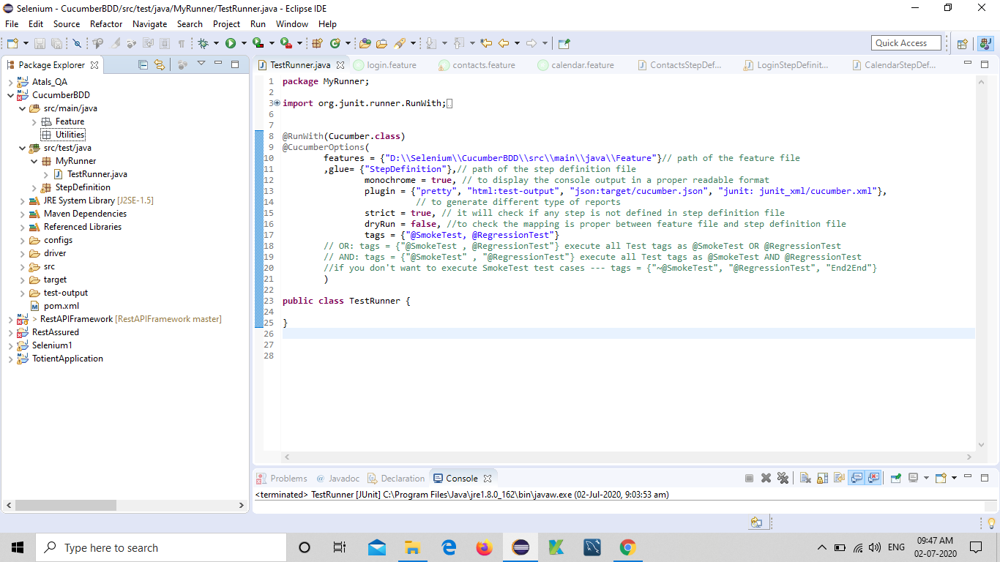 Selenium - CucumberBDD/src/test/java/MyRunner/TestRunner.java - Eclipse IDE
File Edit Source Refactor Navigate Search Project Run Window Help
Quick Access
Package Explorer
Atals_QA
CucumberBDD
src/main/java
Feature
Utilities
src/test/java
MyRunner
TestRunner.java
StepDefinition
JRE System Library [J2SE-1.5]
Maven Dependencies
Referenced Libraries
configs
driver
src
target
test-output
pom.xml
> RestAPIFramework [RestAPIFramework master]
RestAssured
Selenium1
TotientApplication
TestRunner.java login.feature contacts.feature calendar.feature ContactsStepDef... LoginStepDefinit... CalendarStepDef...
1 package MyRunner;
2
3 import org.junit.runner.RunWith;
6
7
8 @RunWith(Cucumber.class)
9 @CucumberOptions(
10 features = {"D:\\Selenium\\CucumberBDD\\src\\main\\java\\Feature"}// path of the feature file
11 ,glue= {"StepDefinition"},// path of the step definition file
12 monochrome = true, // to display the console output in a proper readable format
13 plugin = {"pretty", "html:test-output", "json:target/cucumber.json", "junit: junit_xml/cucumber.xml"},
14 // to generate different type of reports
15 strict = true, // it will check if any step is not defined in step definition file
16 dryRun = false, //to check the mapping is proper between feature file and step definition file
17 tags = {"@SmokeTest, @RegressionTest"}
18 // OR: tags = {"@SmokeTest , @RegressionTest"} execute all Test tags as @SmokeTest OR @RegressionTest
19 // AND: tags = {"@SmokeTest" , "@RegressionTest"} execute all Test tags as @SmokeTest AND @RegressionTest
20 //if you don't want to execute SmokeTest test cases --- tags = {"~@SmokeTest", "@RegressionTest", "End2End"}
21 )
22
23 public class TestRunner {
24
25 }
26
27
28
Problems @ Javadoc Declaration Console
<terminated> TestRunner [JUnit] C:\Program Files\Java\jre1.8.0_162\bin\javaw.exe (02-Jul-2020, 9:03:53 am)
Type here to search
ENG
09:47 AM
02-07-2020